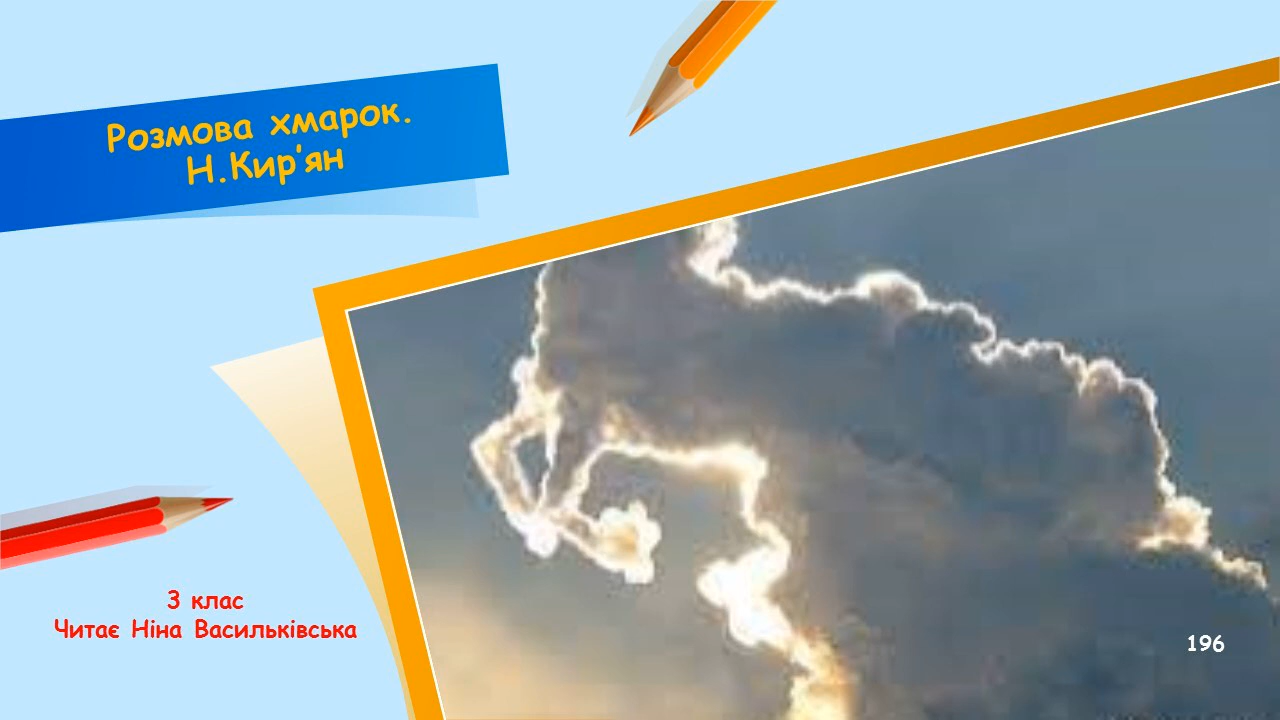 Розмова хмарок.
Н.Кир'ян
3 клас
Читає Ніна Васильківська
196